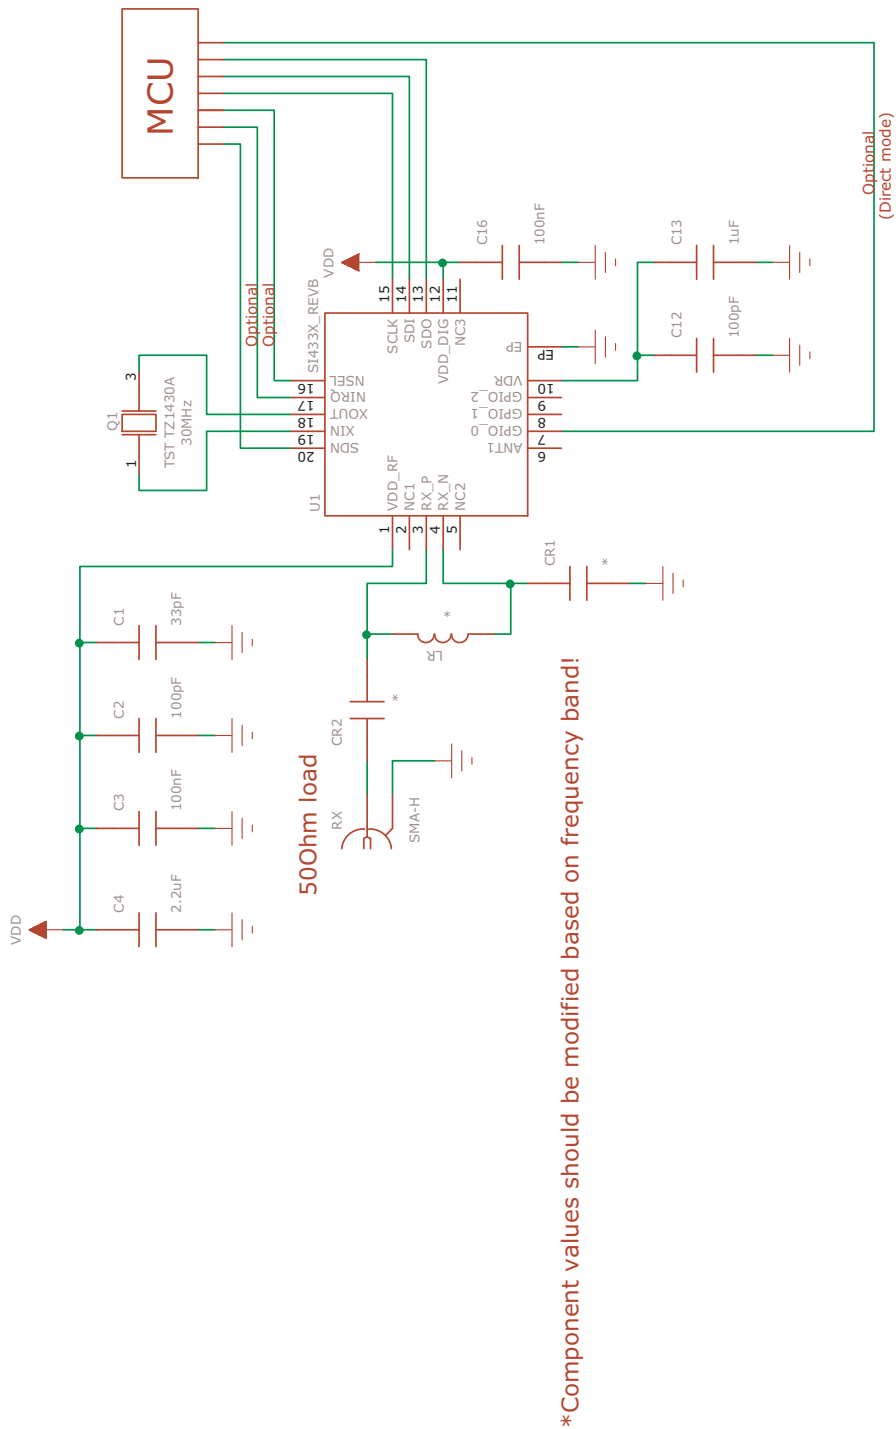 MCU
Optional
(Direct mode)
Optional
Optional
VDD
C16
100nF
C13
1uF
C12
100pF
SI433X_REVB
U1
15
14
13
12
11
SCLK
SDI
SDO
VDD_DIG
NC3
EP
EP
NSEL
NIRQ
XOUT
XIN
SDN
16
17
18
19
20
VDR
GPIO_2
GPIO_1
GPIO_0
ANT1
10
9
8
7
6
VDD_RF
NC1
RX_P
RX_N
NC2
1
2
3
4
5
Q1
3
1
TST TZ1430A
30MHz
C1
33pF
C2
100pF
C3
100nF
C4
2.2uF
VDD
CR1
*
LR
*
CR2
*
RX
SMA-H
50Ohm load
*Component values should be modified based on frequency band!